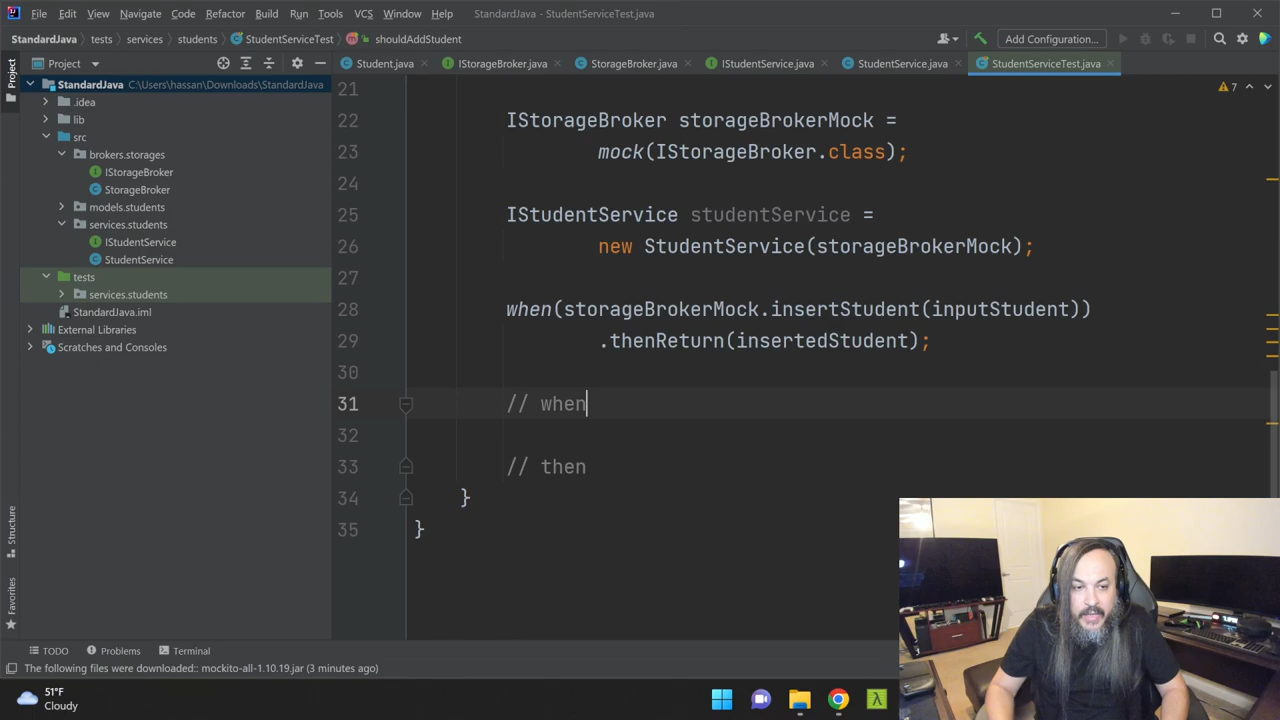 File Edit View Navigate Code Refactor Build Run Tools VCS Window Help StandardJava - StudentServiceTest.java
StandardJava tests services students StudentServiceTest shouldAddStudent Add Configuration...
Project Student.java IStorageBroker.java StorageBroker.java IStudentService.java StudentService.java StudentServiceTest.java
Project
StandardJava C:\Users\hassan\Downloads\StandardJava
.idea
lib
src
brokers.storages
IStorageBroker
StorageBroker
models.students
services.students
IStudentService
StudentService
tests
services.students
StandardJava.iml
External Libraries
Scratches and Consoles
Structure
Favorites
7
21
22 IStorageBroker storageBrokerMock =
23 mock(IStorageBroker.class);
24
25 IStudentService studentService =
26 new StudentService(storageBrokerMock);
27
28 when(storageBrokerMock.insertStudent(inputStudent))
29 .thenReturn(insertedStudent);
30
31 // when
32
33 // then
34 }
35 }
TODO Problems Terminal
The following files were downloaded:: mockito-all-1.10.19.jar (3 minutes ago)
51°F
Cloudy